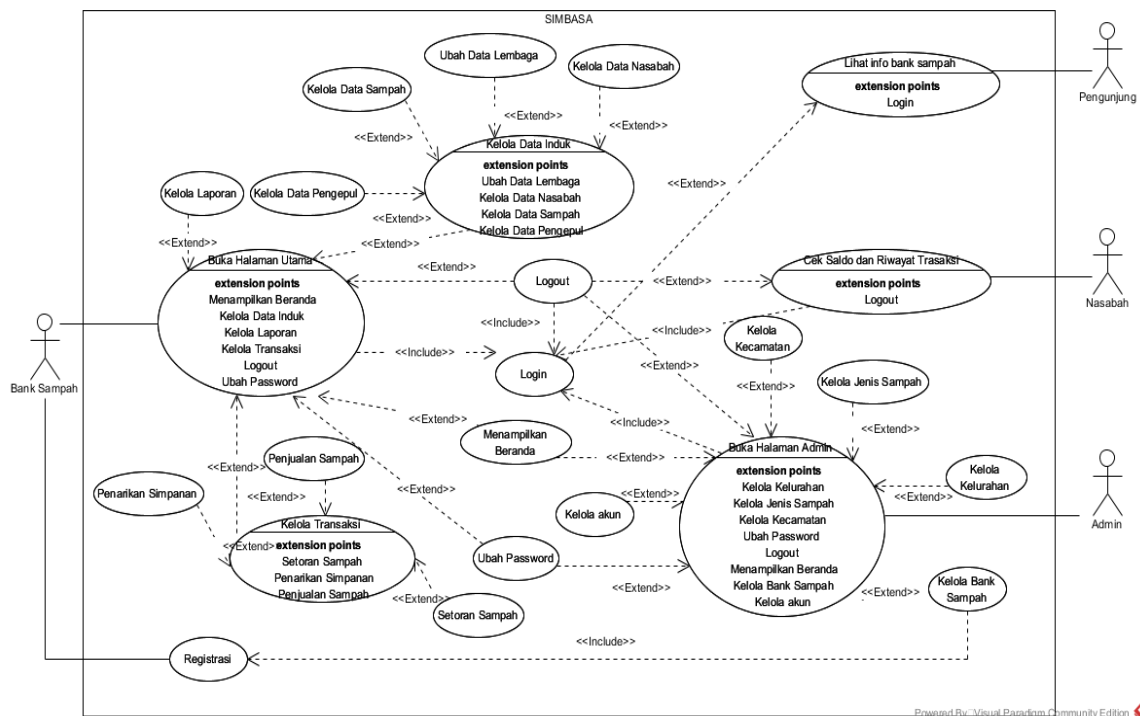 SIMBASA
Ubah Data Lembaga
Kelola Data Nasabah
Kelola Data Sampah
<<Extend>>
<<Extend>>
<<Extend>>
Kelola Data Induk
extension points
Ubah Data Lembaga
Kelola Data Nasabah
Kelola Data Sampah
Kelola Data Pengepul
Lihat info bank sampah
extension points
Login
Pengunjung
Kelola Laporan
Kelola Data Pengepul
<<Extend>>
<<Extend>>
<<Extend>>
<<Extend>>
Buka Halaman Utama
extension points
Menampilkan Beranda
Kelola Data Induk
Kelola Laporan
Kelola Transaksi
Logout
Ubah Password
<<Extend>>
Logout
<<Extend>>
Cek Saldo dan Riwayat Trasaksi
extension points
Logout
Nasabah
<<Include>>
<<Include>>
<<Include>>
Login
Kelola
Kecamatan
<<Extend>>
Kelola Jenis Sampah
<<Extend>>
Bank Sampah
<<Extend>>
<<Include>>
Menampilkan
Beranda
<<Extend>>
Buka Halaman Admin
extension points
Kelola Kelurahan
Kelola Jenis Sampah
Kelola Kecamatan
Ubah Password
Logout
Menampilkan Beranda
Kelola Bank Sampah
Kelola akun
Kelola
Kelurahan
<<Extend>>
Admin
Penjualan Sampah
<<Extend>>
<<Extend>>
<<Extend>>
Penarikan Simpanan
Kelola akun
<<Extend>>
<<Extend>
Kelola Transaksi
extension points
Setoran Sampah
Penarikan Simpanan
Penjualan Sampah
<<Extend>>
Setoran Sampah
Ubah Password
<<Extend>>
<<Extend>>
Kelola Bank
Sampah
Registrasi
<<Include>>
Powered By Visual Paradigm Community Edition